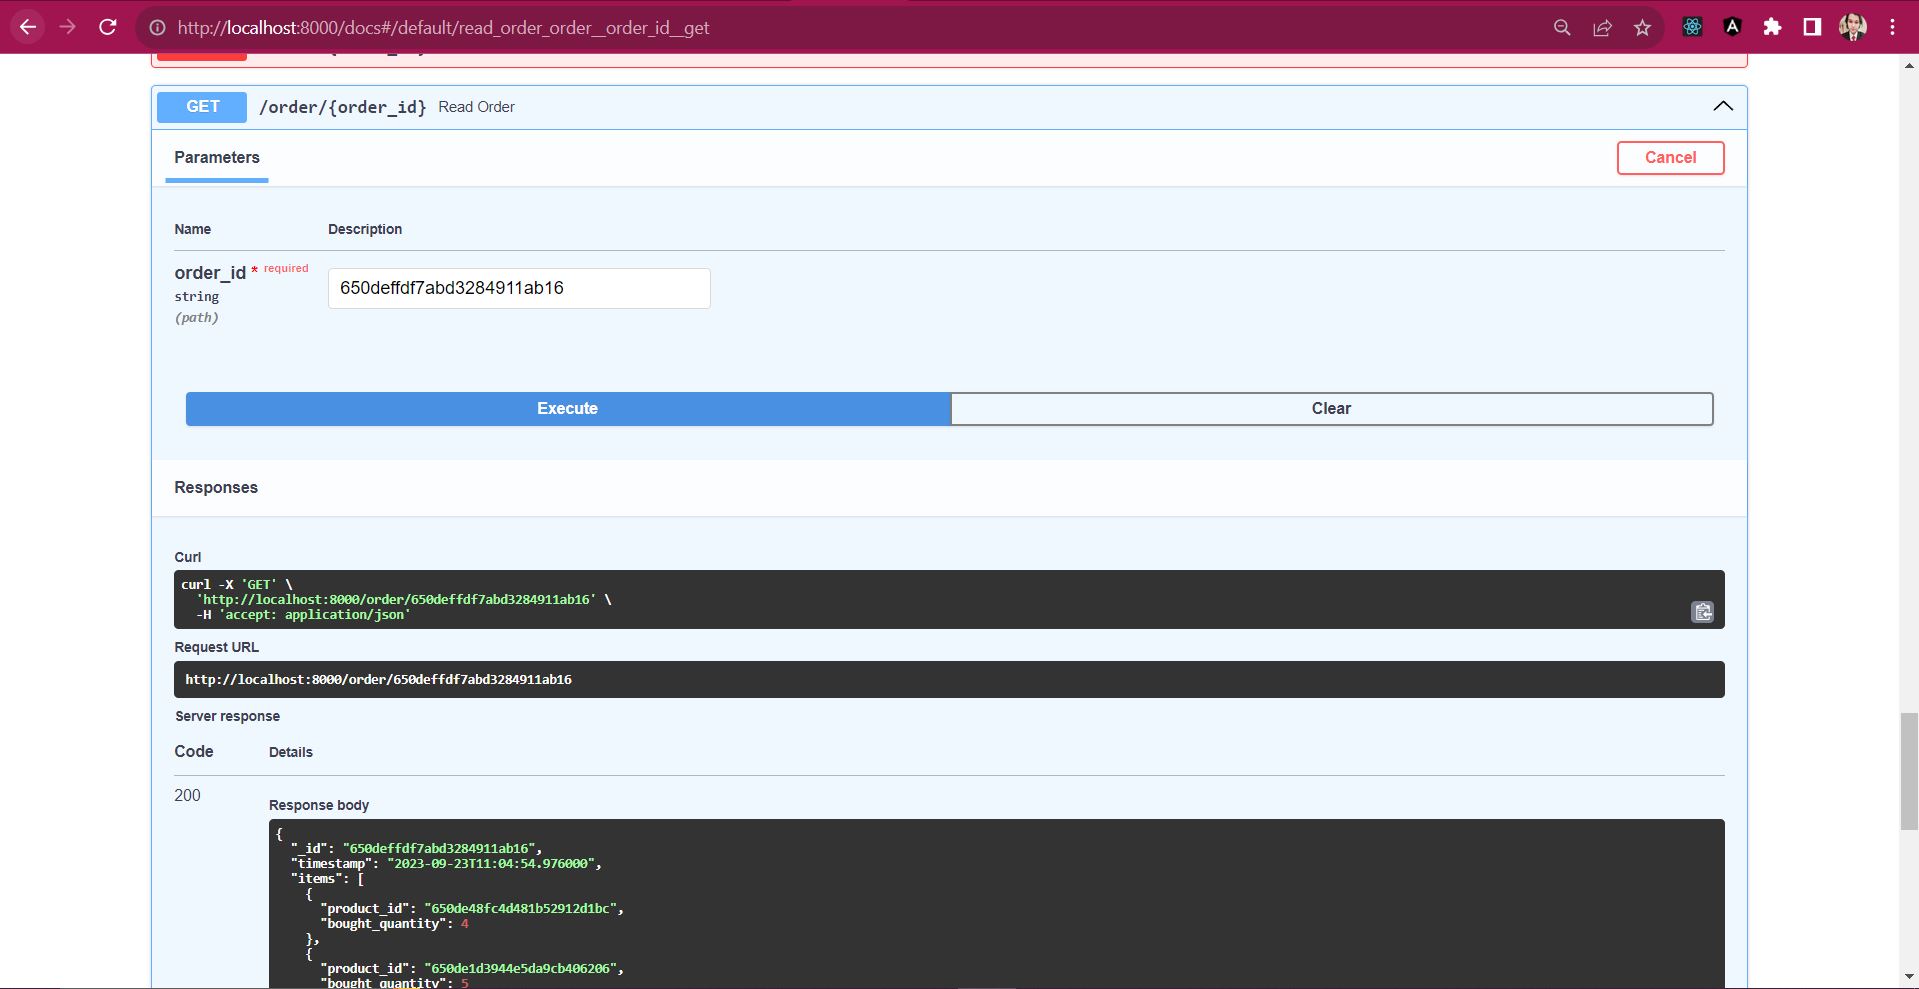 http://localhost:8000/docs#/default/read_order_order__order_id__get
GET /order/{order_id} Read Order
Parameters
Cancel
Name Description
order_id * required
650deffdf7abd3284911ab16
string
(path)
Execute Clear
Responses
Curl
curl -X 'GET' \
'http://localhost:8000/order/650deffdf7abd3284911ab16' \
-H 'accept: application/json'
Request URL
http://localhost:8000/order/650deffdf7abd3284911ab16
Server response
Code Details
200
Response body
{
"_id": "650deffdf7abd3284911ab16",
"timestamp": "2023-09-23T11:04:54.976000",
"items": [
{
"product_id": "650de48fc4d481b52912d1bc",
"bought_quantity": 4
},
{
"product_id": "650de1d3944e5da9cb406206",
"bought_quantity": 5